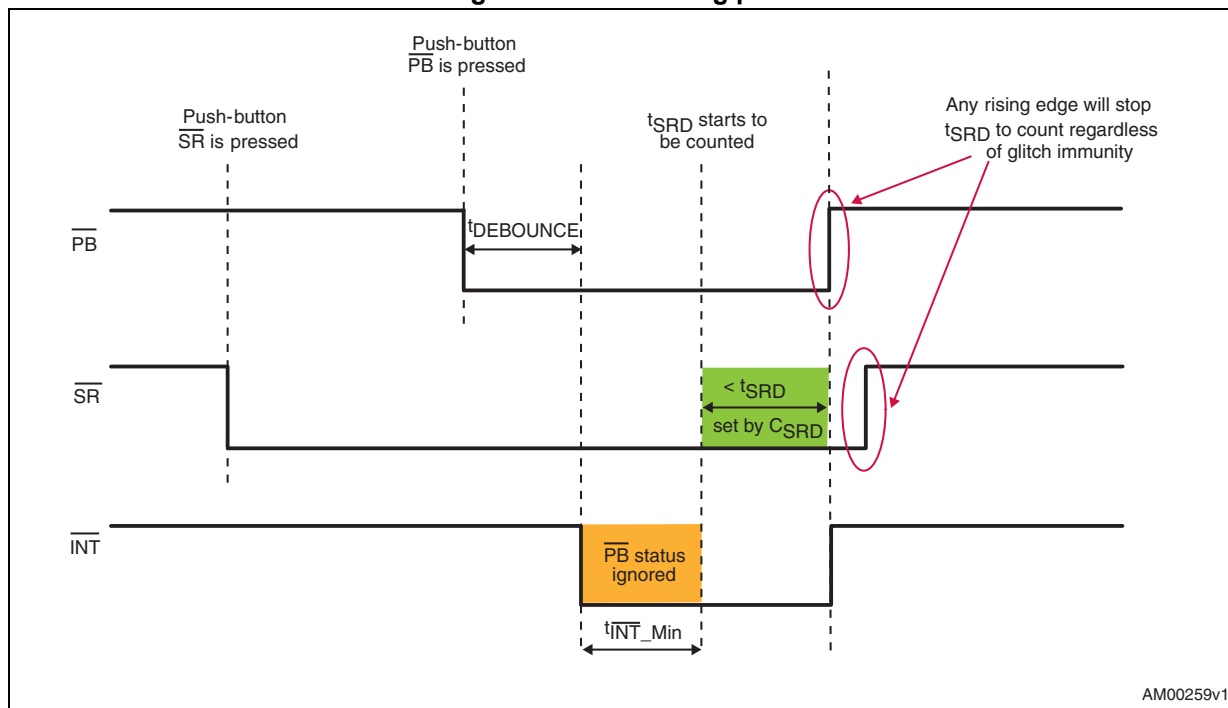 Push-button
PB is pressed
Push-button
SR is pressed
tSRD starts to
be counted
Any rising edge will stop
tSRD to count regardless
of glitch immunity
PB
tDEBOUNCE
SR
< tSRD
set by CSRD
INT
PB status
ignored
tINT_Min
AM00259v1